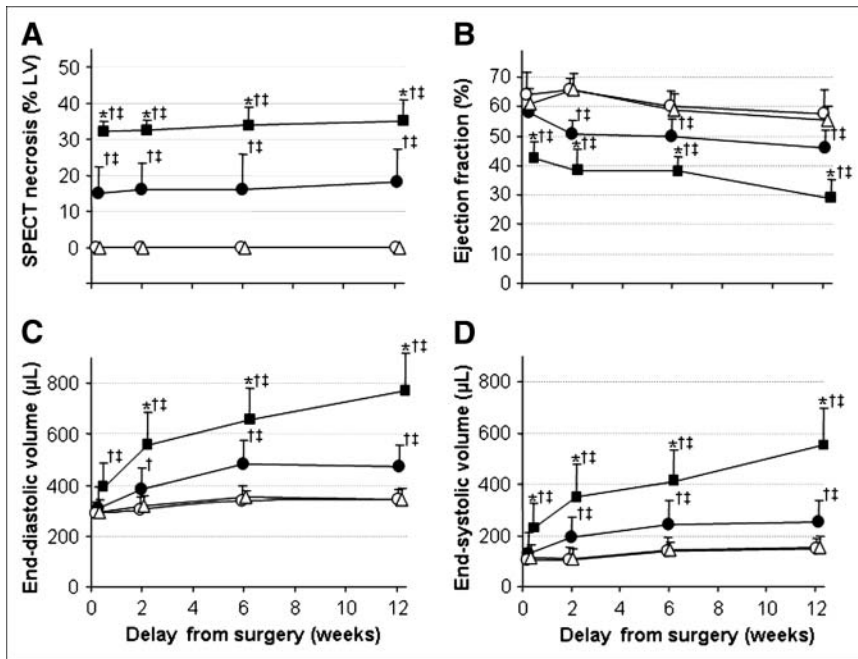 A
SPECT necrosis (% LV)
50
40
30
20
10
0
*†‡ *†‡ *†‡ *†‡
†‡ †‡ †‡ †‡
B
Ejection fraction (%)
70
60
50
40
30
20
10
0
†‡ †‡ †‡
*†‡ *†‡ *†‡ *†‡
C
End-diastolic volume (µL)
800
600
400
200
0
†‡ *†‡ *†‡ *†‡
† †‡ †‡
0 2 4 6 8 10 12
Delay from surgery (weeks)
D
End-systolic volume (µL)
800
600
400
200
0
*†‡ *†‡ *†‡ *†‡
†‡ †‡ †‡
0 2 4 6 8 10 12
Delay from surgery (weeks)